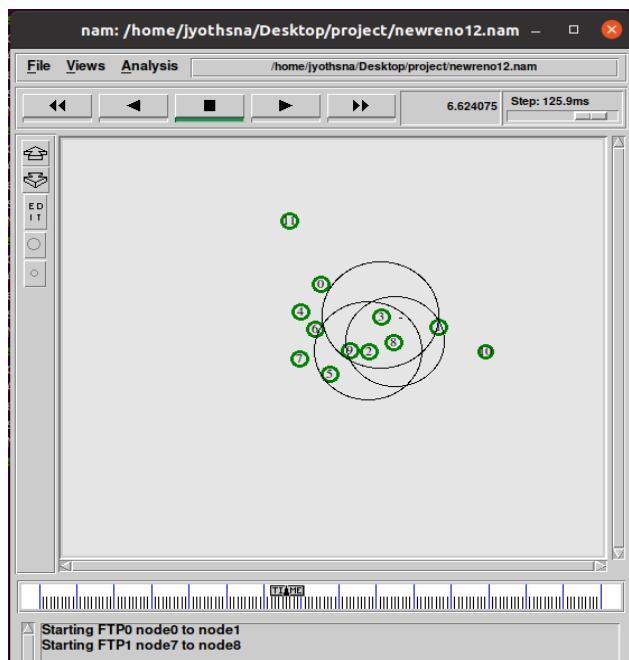 nam: /home/jyothsna/Desktop/project/newreno12.nam
File Views Analysis /home/jyothsna/Desktop/project/newreno12.nam
6.624075 Step: 125.9ms
ED
IT
11
0
4
3
6
8
9 2
7
10
5
TIME
Starting FTP0 node0 to node1
Starting FTP1 node7 to node8